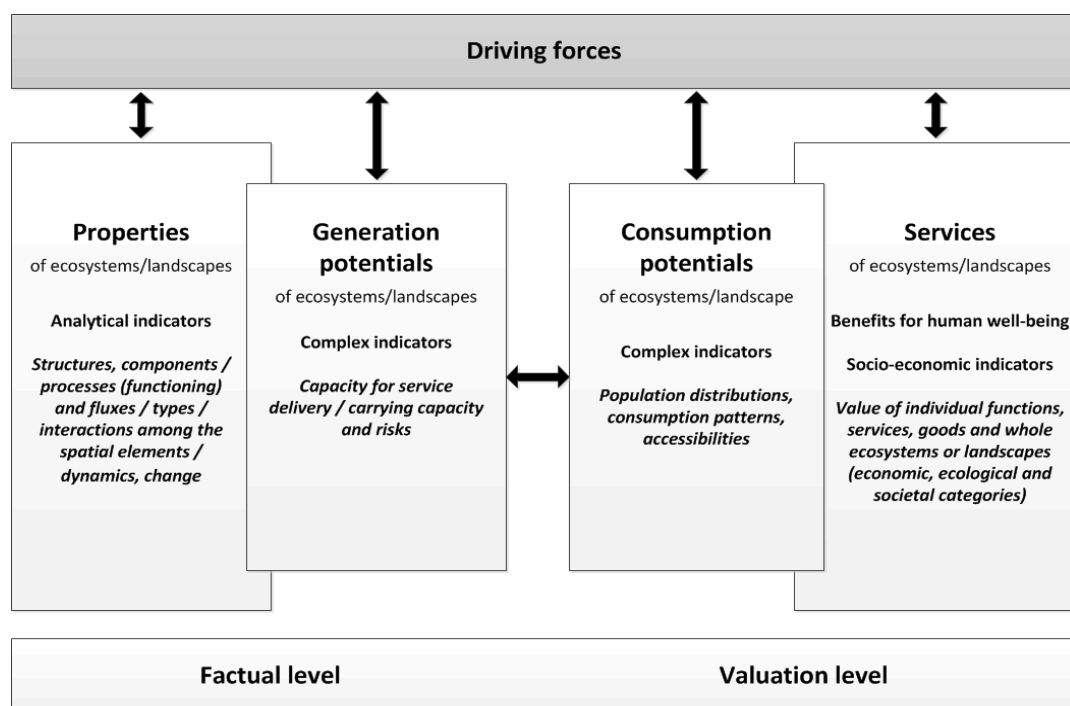 Driving forces
Properties
of ecosystems/landscapes
Analytical indicators
Structures, components /
processes (functioning)
and fluxes / types /
interactions among the
spatial elements /
dynamics, change
Generation
potentials
of ecosystems/landscapes
Complex indicators
Capacity for service
delivery / carrying capacity
and risks
Consumption
potentials
of ecosystems/landscape
Complex indicators
Population distributions,
consumption patterns,
accessibilities
Services
of ecosystems/landscapes
Benefits for human well-being
Socio-economic indicators
Value of individual functions,
services, goods and whole
ecosystems or landscapes
(economic, ecological and
societal categories)
Factual level
Valuation level